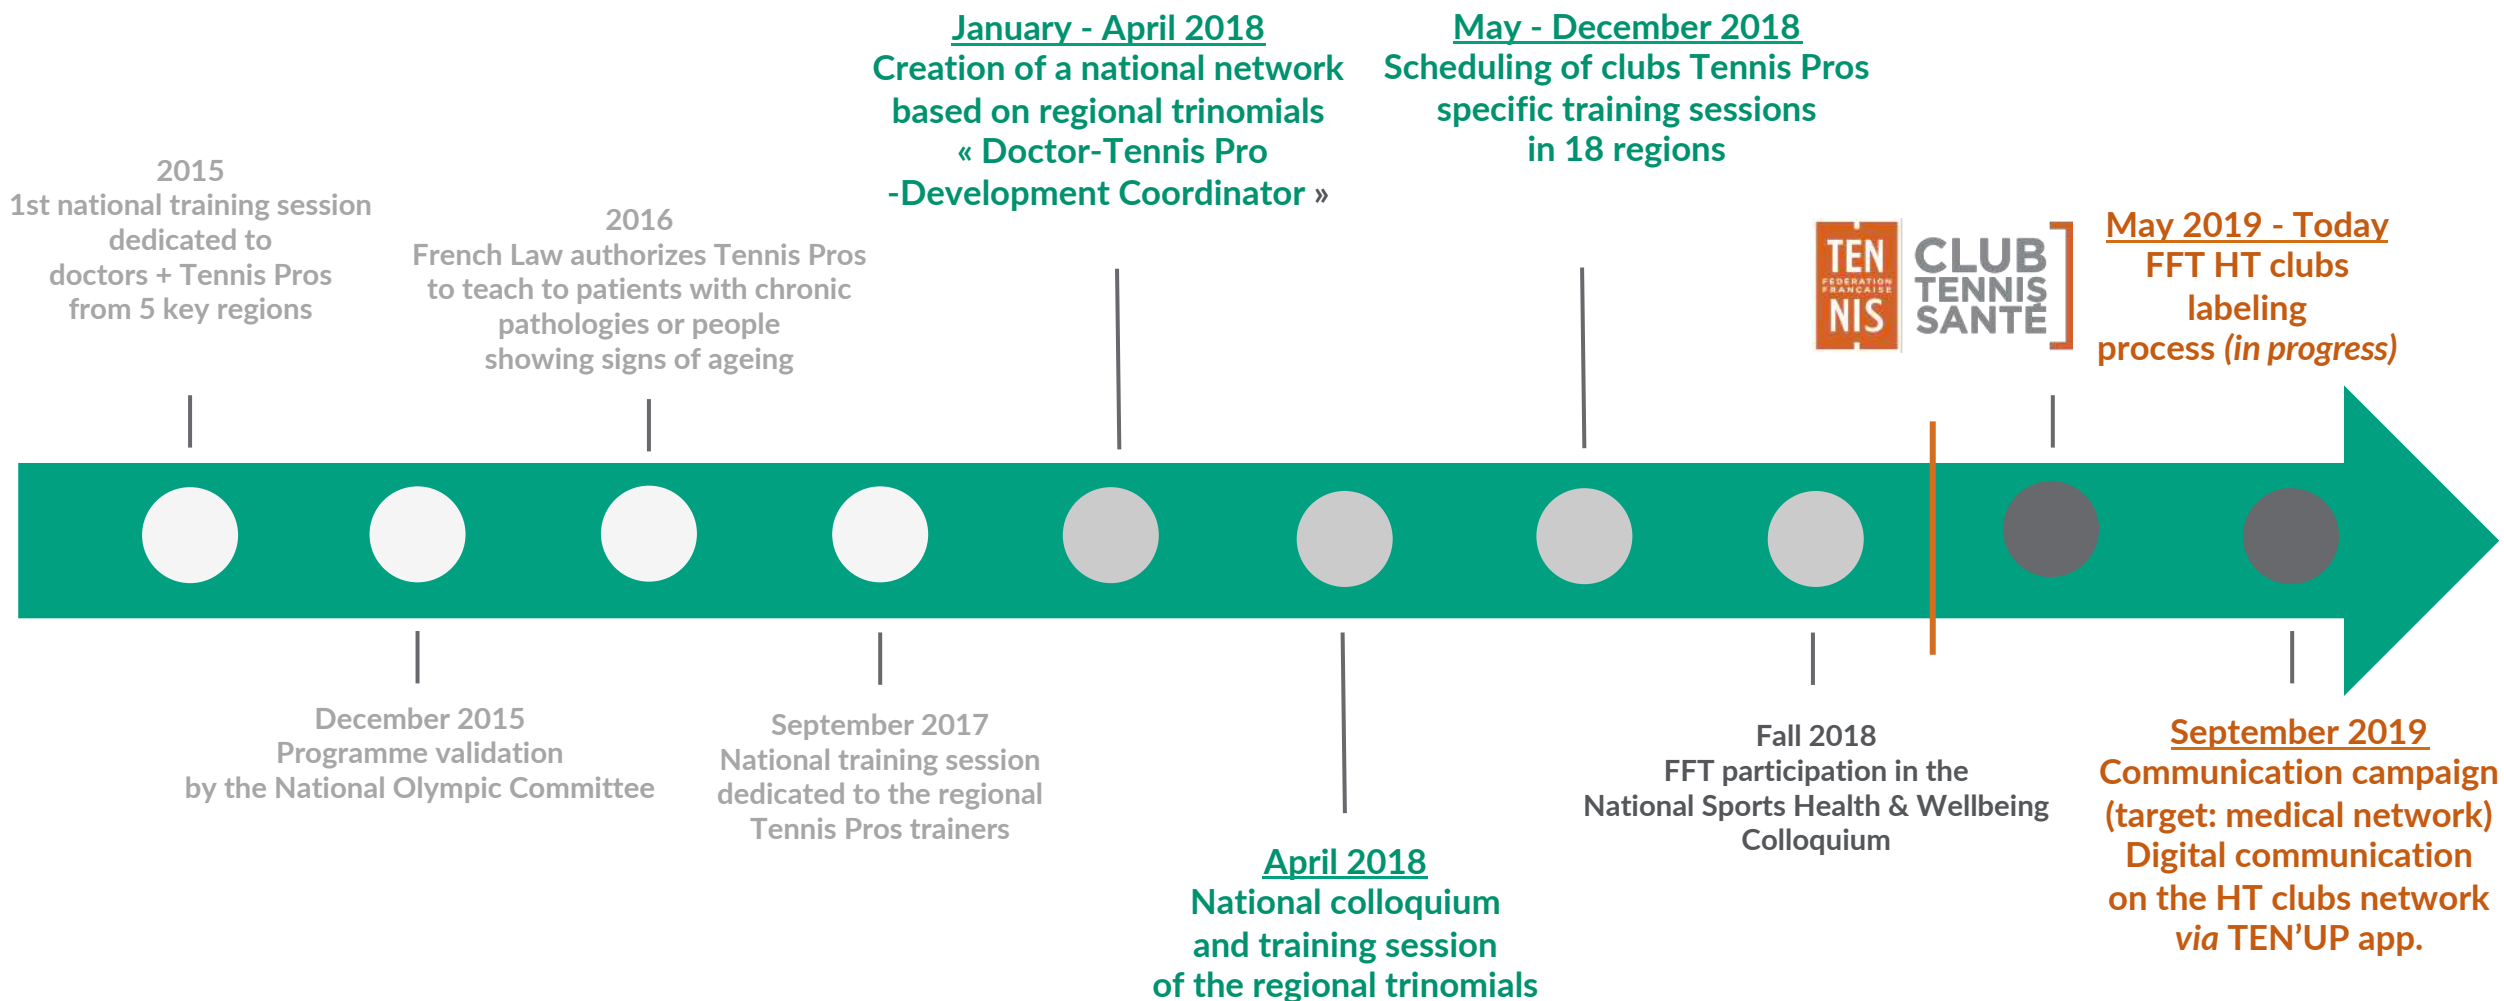 January - April 2018
Creation of a national network
based on regional trinomials
« Doctor-Tennis Pro
-Development Coordinator »
May - December 2018
Scheduling of clubs Tennis Pros
specific training sessions
in 18 regions
2015
1st national training session
dedicated to
doctors + Tennis Pros
from 5 key regions
2016
French Law authorizes Tennis Pros
to teach to patients with chronic
pathologies or people
showing signs of ageing
TEN
FEDERATION
FRANCAISE
NIS
CLUB
TENNIS
SANTÉ
May 2019 - Today
FFT HT clubs
labeling
process (in progress)
December 2015
Programme validation
by the National Olympic Committee
September 2017
National training session
dedicated to the regional
Tennis Pros trainers
April 2018
National colloquium
and training session
of the regional trinomials
Fall 2018
FFT participation in the
National Sports Health & Wellbeing
Colloquium
September 2019
Communication campaign
(target: medical network)
Digital communication
on the HT clubs network
via TEN’UP app.